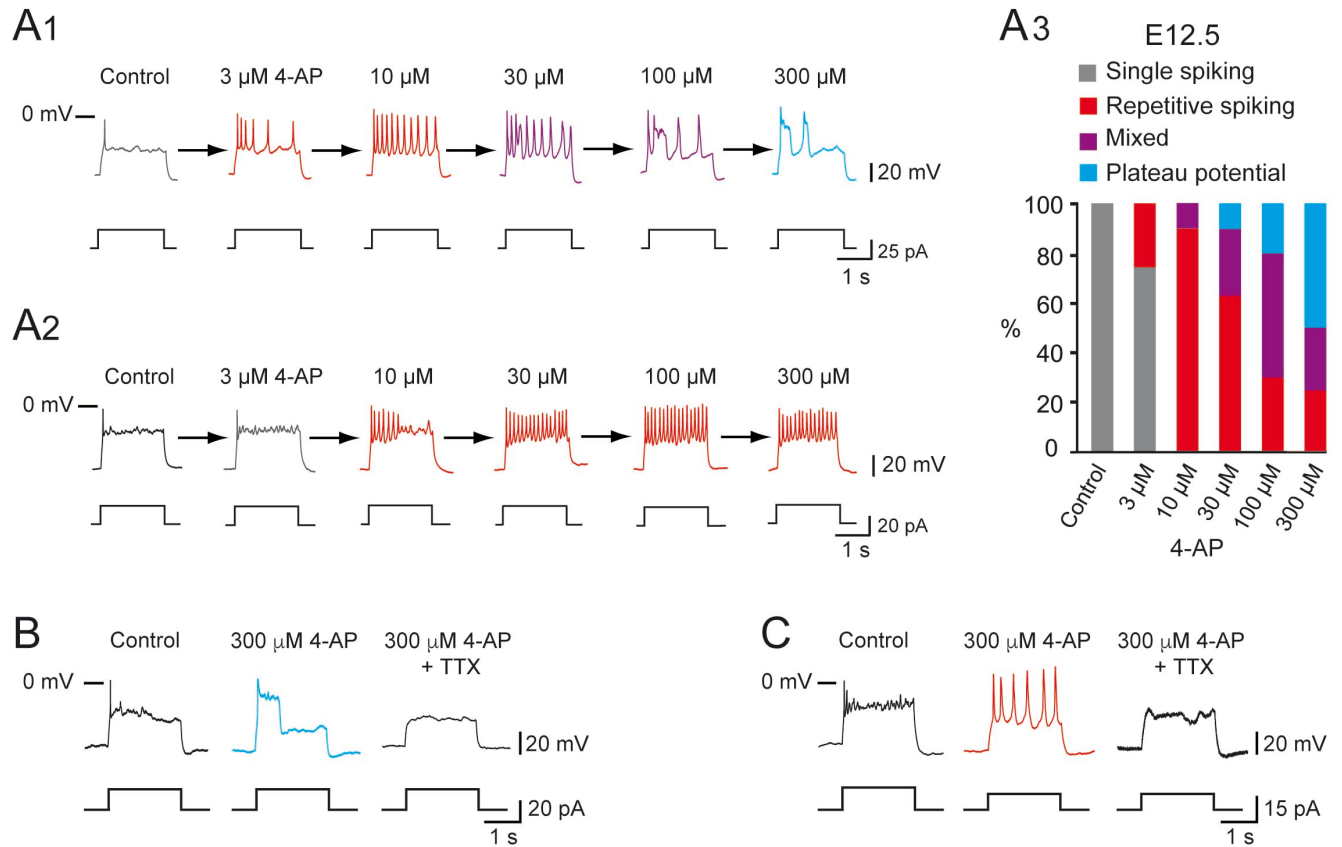 A1
Control
3 µM 4-AP
10 µM
30 µM
100 µM
300 µM
0 mV
20 mV
25 pA
1 s
A2
Control
3 µM 4-AP
10 µM
30 µM
100 µM
300 µM
0 mV
20 mV
20 pA
1 s
A3
E12.5
Single spiking
Repetitive spiking
Mixed
Plateau potential
100
80
60
%
40
20
0
Control
3 µM
10 µM
30 µM
100 µM
300 µM
4-AP
B
Control
300 µM 4-AP
300 µM 4-AP
+ TTX
0 mV
20 mV
20 pA
1 s
C
Control
300 µM 4-AP
300 µM 4-AP
+ TTX
0 mV
20 mV
15 pA
1 s